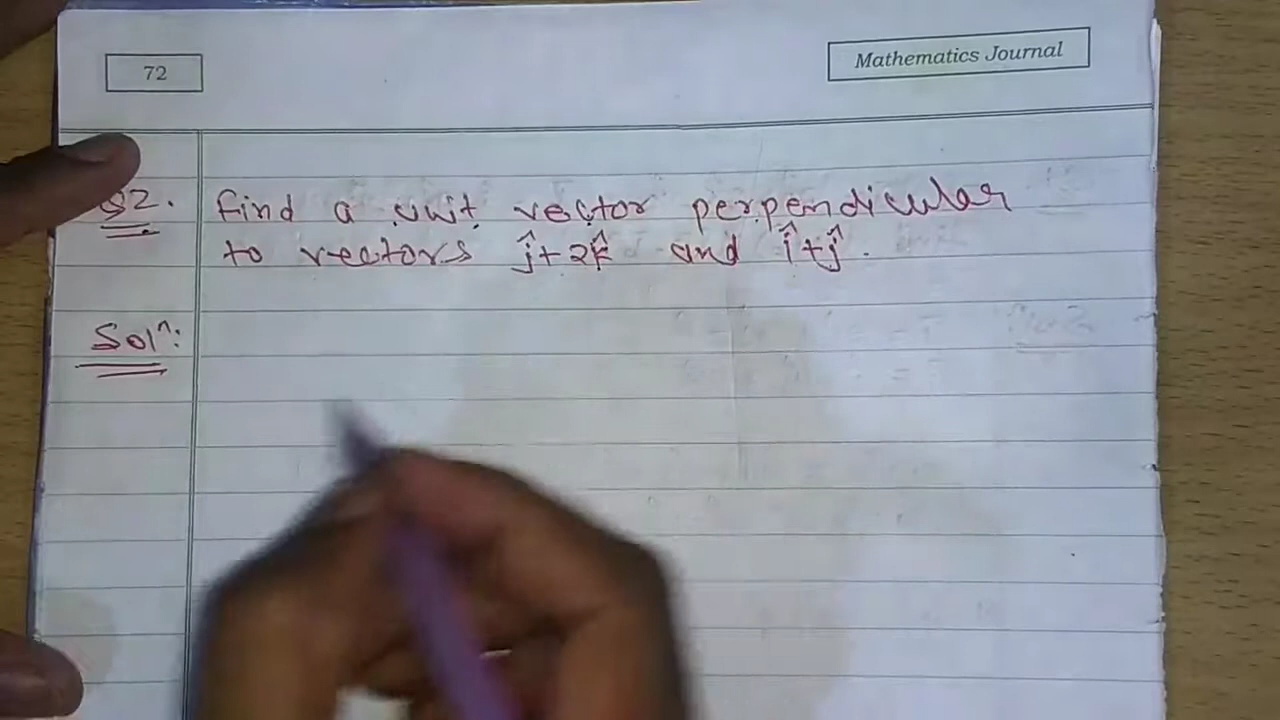 72
Mathematics Journal
Q2. Find a unit vector perpendicular
to vectors ĵ+2k̂ and î+ĵ.
Solⁿ: